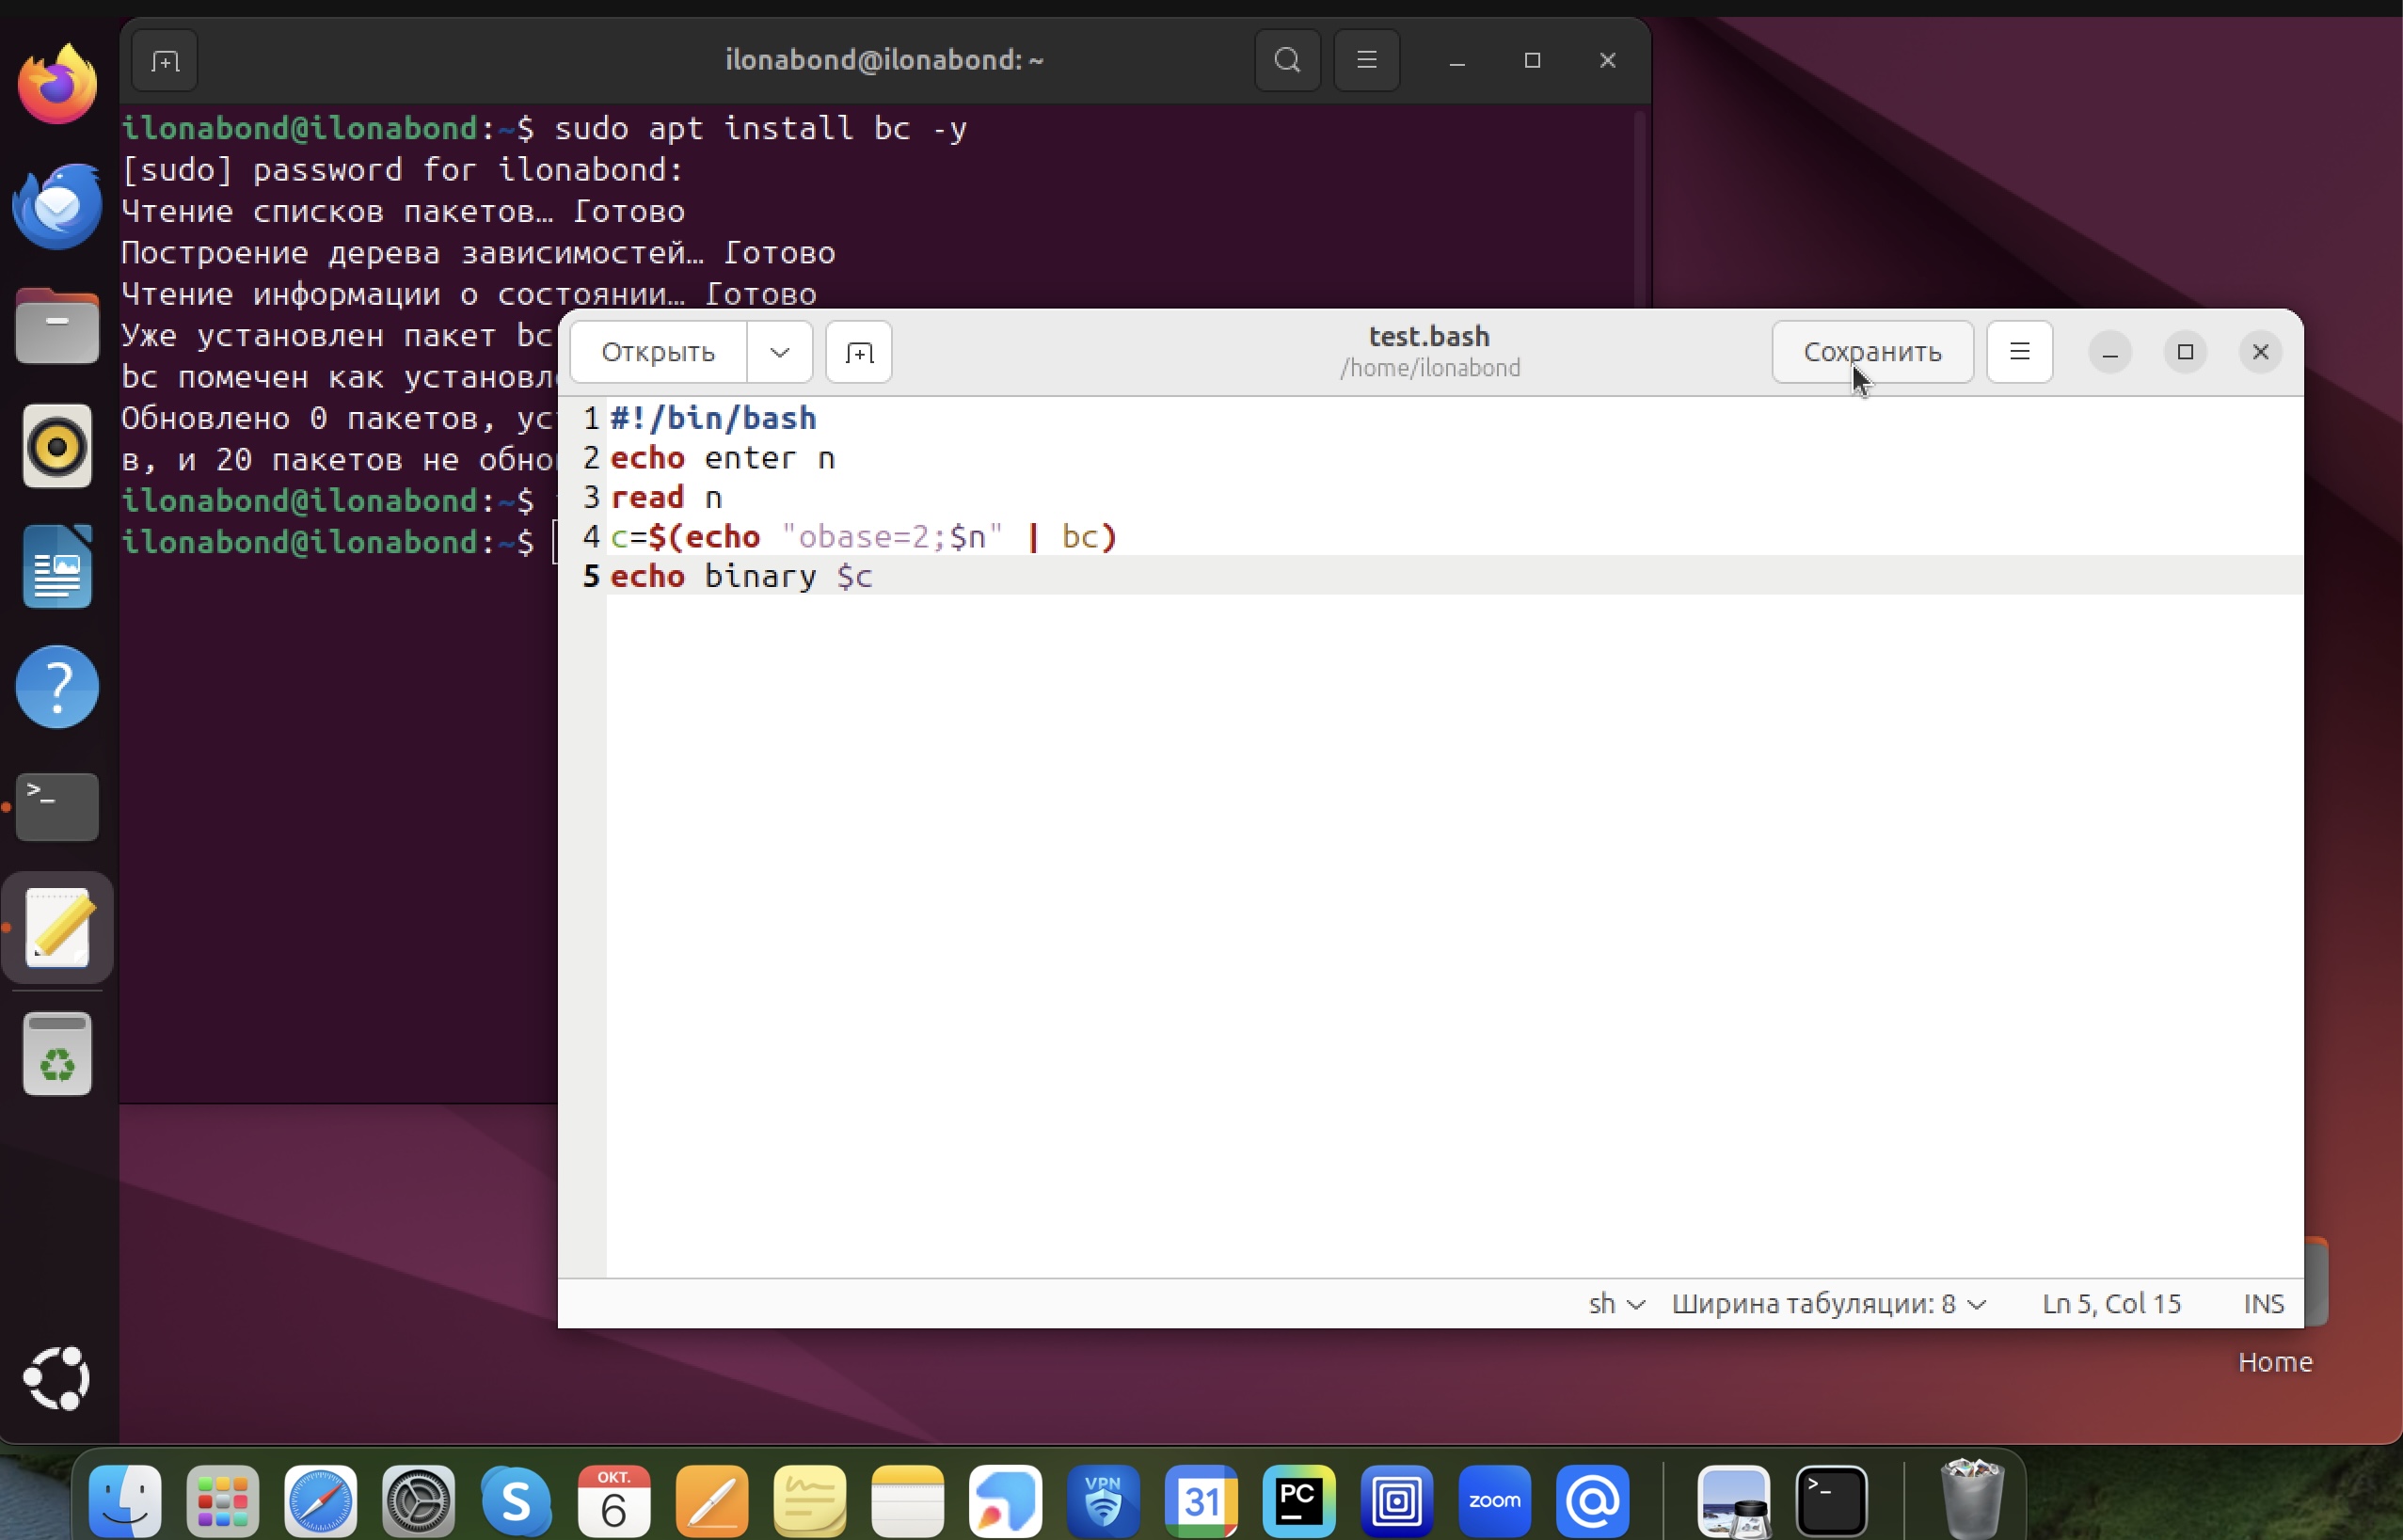 ilonabond@ilonabond: ~
ilonabond@ilonabond:~$ sudo apt install bc -y
[sudo] password for ilonabond:
Чтение списков пакетов… Готово
Построение дерева зависимостей… Готово
Чтение информации о состоянии… Готово
Уже установлен пакет bc
bc помечен как
Обновлено 0 пакетов,
в, и 20 пакетов не
ilonabond@ilonabond:~$
ilonabond@ilonabond:~$
Открыть
test.bash
/home/ilonabond
Сохранить
1 #!/bin/bash
2 echo enter n
3 read n
4 c=$(echo "obase=2;$n" | bc)
5 echo binary $c
sh
Ширина табуляции: 8
Ln 5, Col 15
INS
Home
ОКТ.
6
VPN
31
PC
zoom